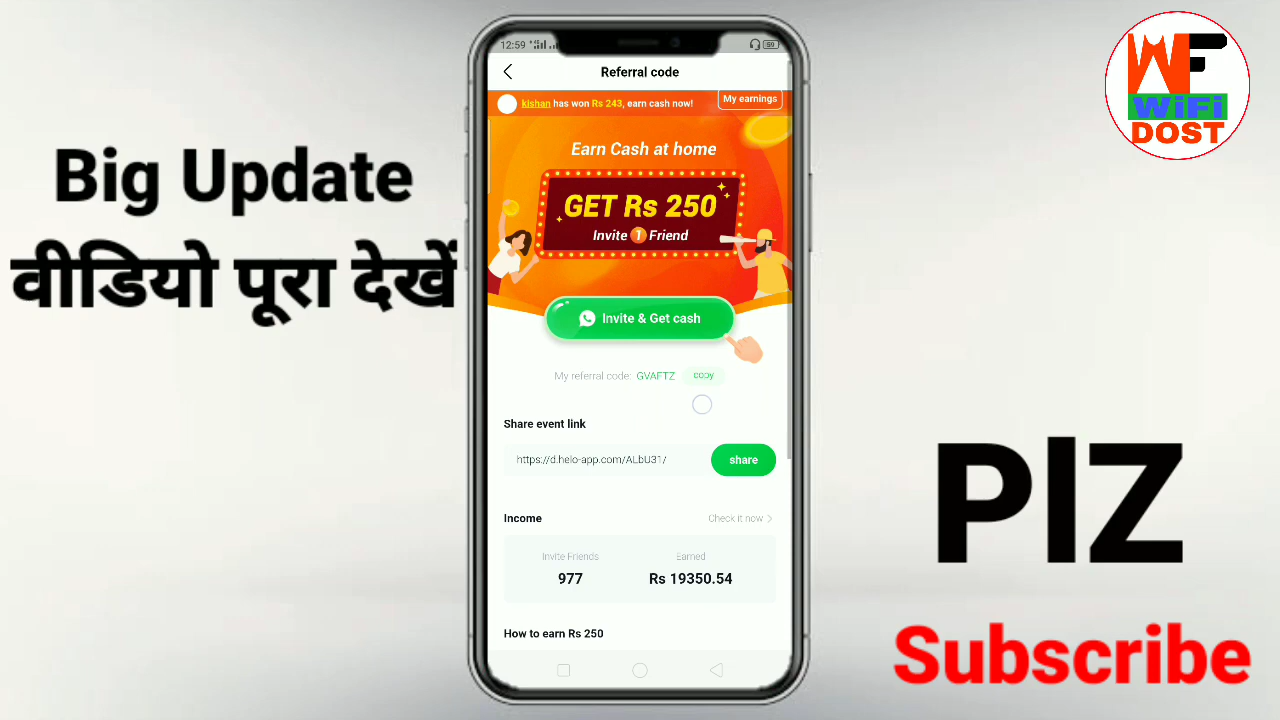 Big Update
वीडियो पूरा देखें
12:59
59
Referral code
kishan has won Rs 243, earn cash now!
My earnings
Earn Cash at home
GET Rs 250
Invite 1 Friend
Invite & Get cash
My referral code: GVAFTZ copy
Share event link
https://d.helo-app.com/ALbU31/
share
Income
Check it now >
Invite Friends
Earned
977
Rs 19350.54
How to earn Rs 250
WF
WiFi
DOST
PlZ
Subscribe